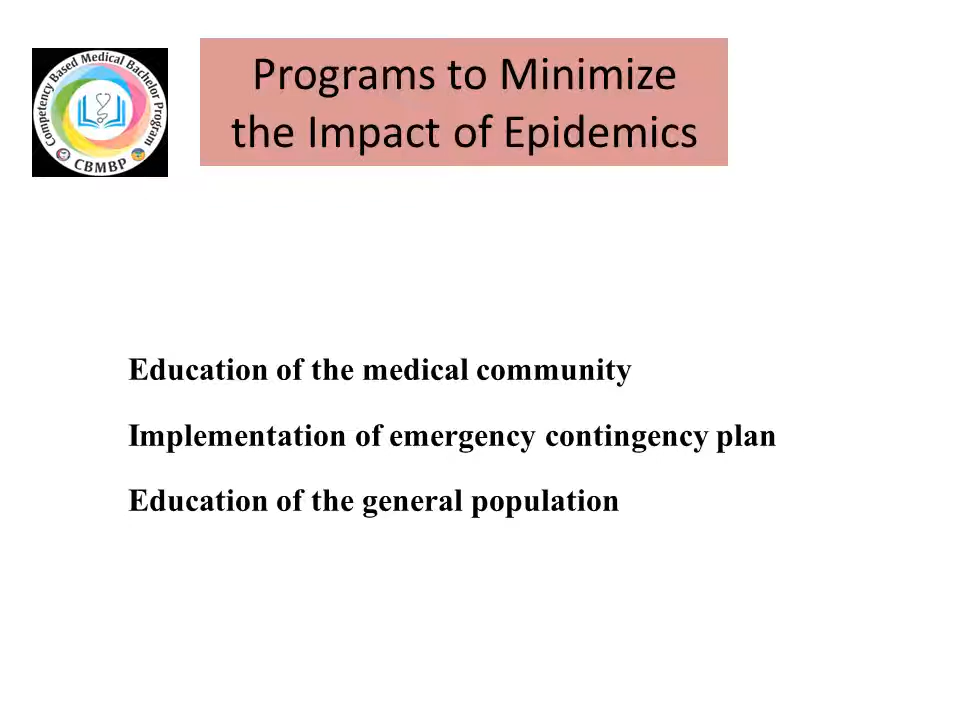 Competency Based Medical Bachelor Program
CBMBP
Programs to Minimize
the Impact of Epidemics
Education of the medical community
Implementation of emergency contingency plan
Education of the general population